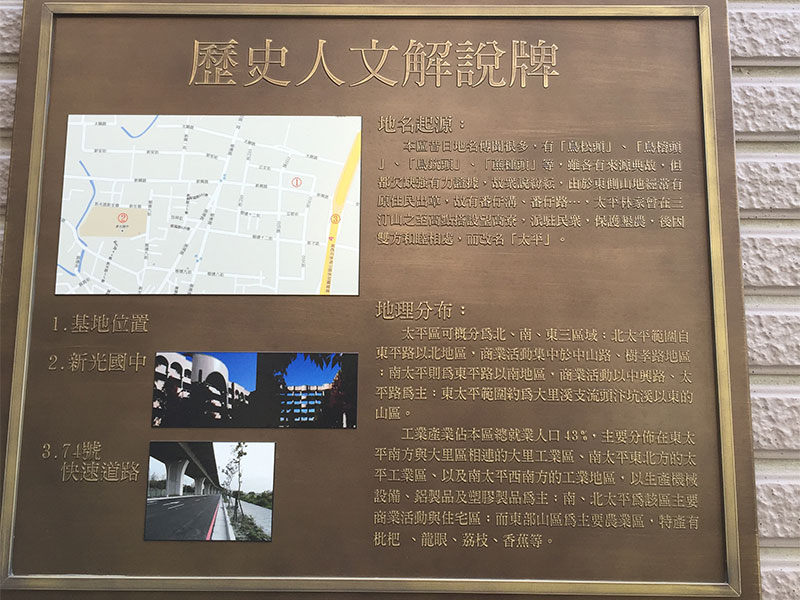 歷史人文解說牌
地名起源：
本區昔日地名傳聞很多，有「鳥松頭」、「鳥榕頭
」、「鳥銃頭」、「蕉種頭」等，雖各有來源典故，但
都欠缺強有力證據，故眾說紛紜。由於東側山地經常有
原住民出草，故有番仔溝、番仔路…，太平林家曾在三
汀山之至高點搭設望高寮，派駐民眾，保護墾農，後因
雙方和睦相處，而改名「太平」。
地理分布：
太平區可概分為北、南、東三區域：北太平範圍自
東平路以北地區，商業活動集中於中山路、樹孝路地區
；南太平則為東平路以南地區，商業活動以中興路、太
平路為主；東太平範圍約為大里溪支流頭汴坑溪以東的
山區。
工業產業佔本區總就業人口43%，主要分佈在東太
平南方與大里區相連的大里工業區、南太平東北方的太
平工業區、以及南太平西南方的工業地區，以生產機械
設備、鋁製品及塑膠製品為主；南、北太平為該區主要
商業活動與住宅區；而東部山區為主要農業區，特產有
枇杷、龍眼、荔枝、香蕉等。
①
②
③
1.基地位置
2.新光國中
3.74號
快速道路